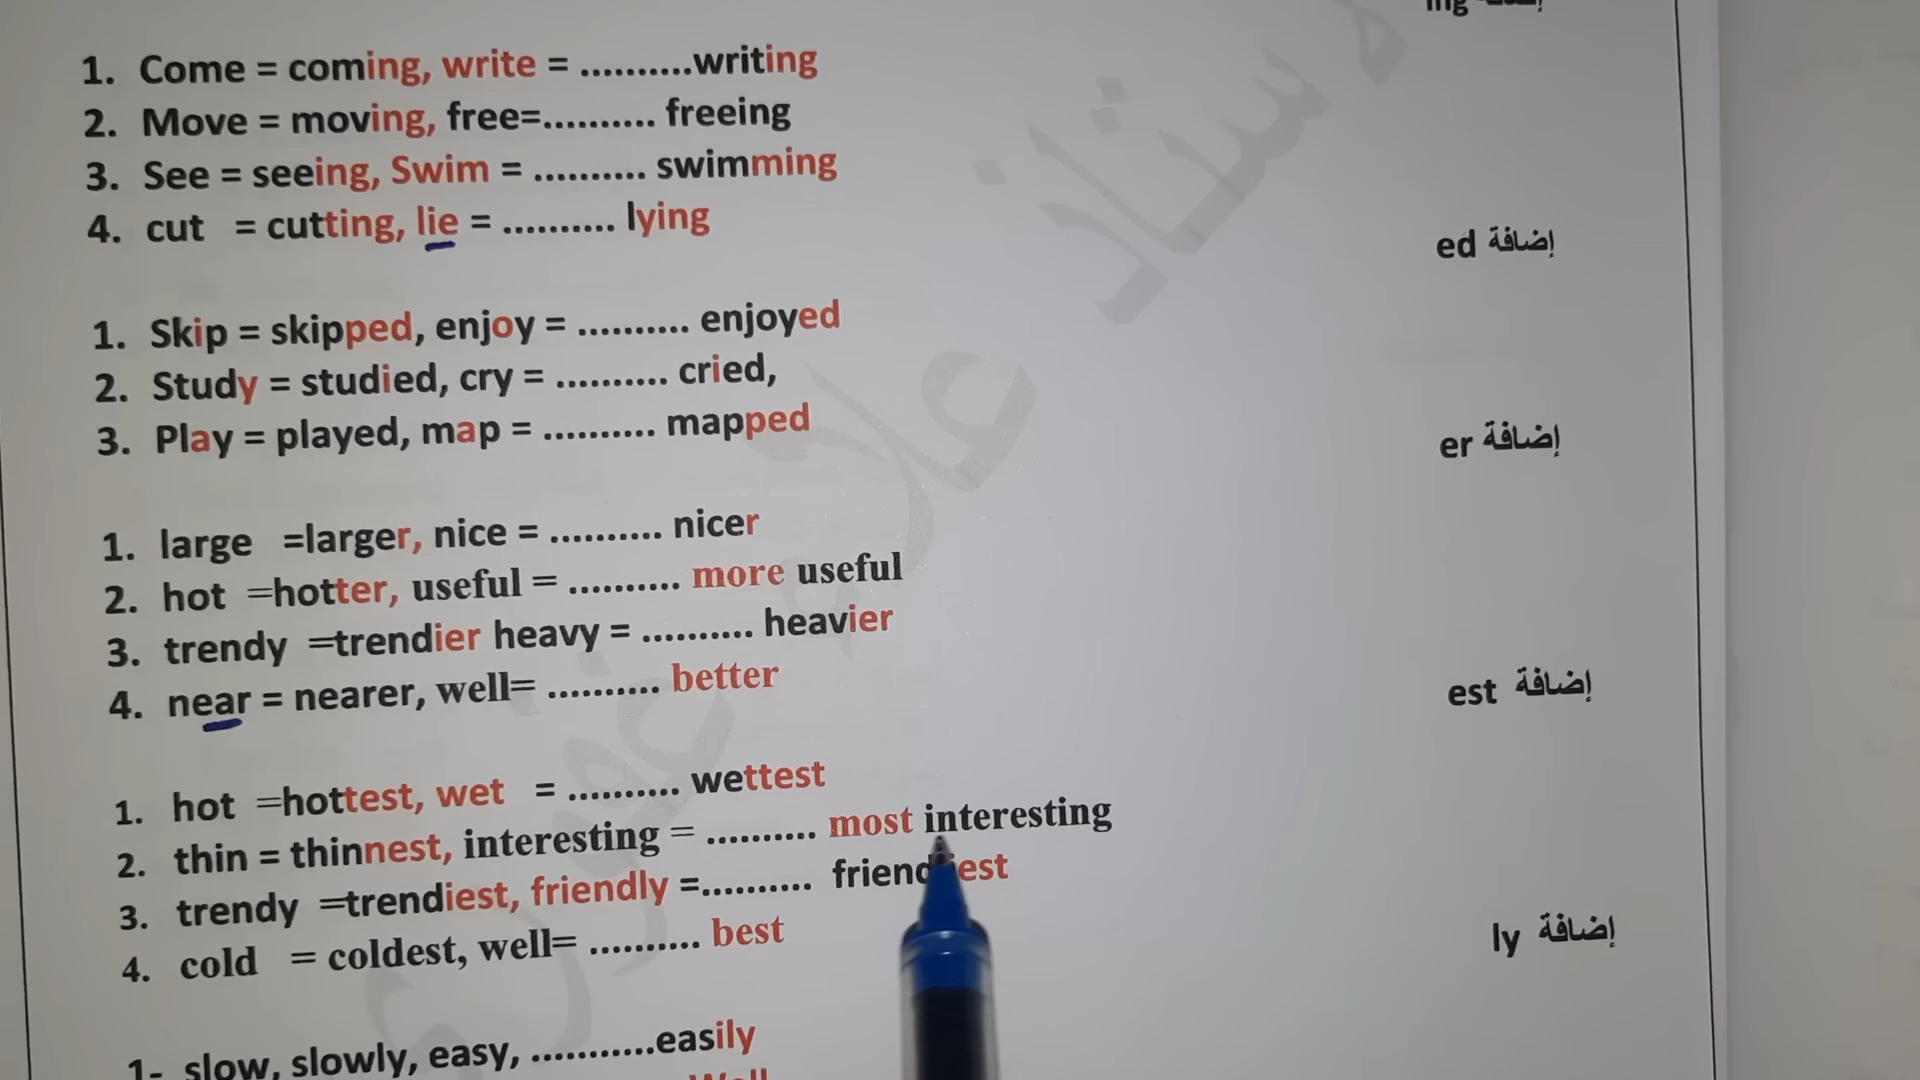 إضافة ing
1. Come = coming, write = ..........writing
2. Move = moving, free=.......... freeing
3. See = seeing, Swim = .......... swimming
4. cut = cutting, lie = .......... lying
إضافة ed
1. Skip = skipped, enjoy = .......... enjoyed
2. Study = studied, cry = .......... cried,
3. Play = played, map = .......... mapped
إضافة er
1. large =larger, nice = .......... nicer
2. hot =hotter, useful = .......... more useful
3. trendy =trendier heavy = .......... heavier
4. near = nearer, well= .......... better
إضافة est
1. hot =hottest, wet = .......... wettest
2. thin = thinnest, interesting = .......... most interesting
3. trendy =trendiest, friendly =..........
4. cold = coldest, well= .......... best
إضافة ly
1- slow, slowly, easy, ...........easily